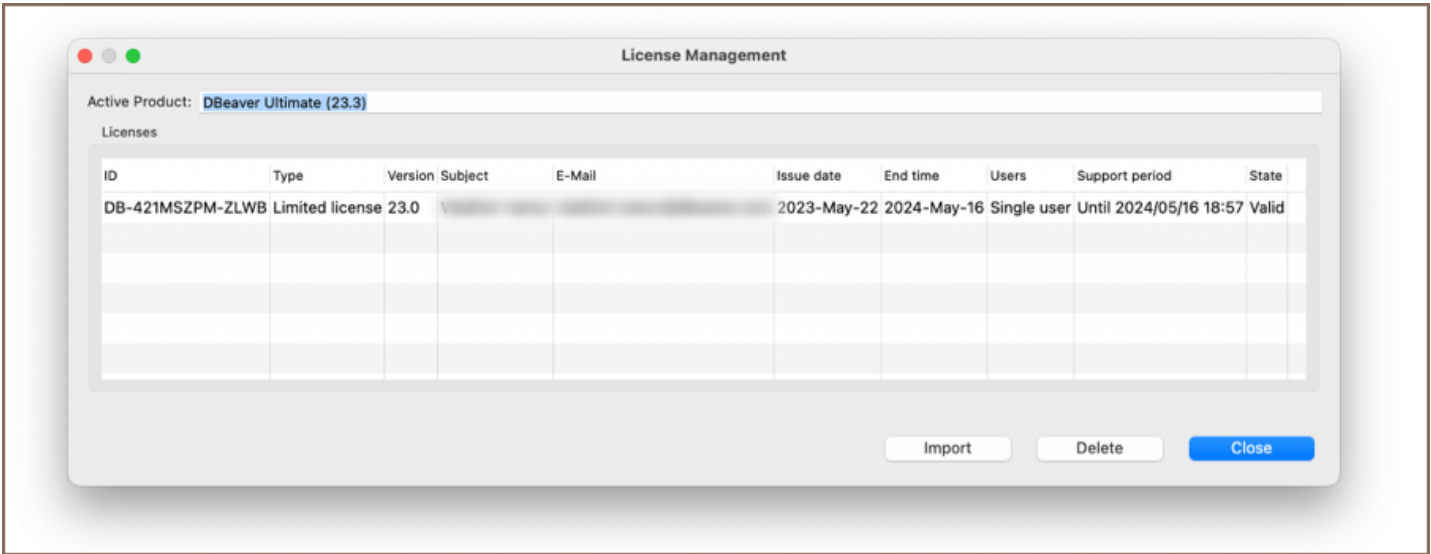 License Management
Active Product: DBeaver Ultimate (23.3)
Licenses
ID Type Version Subject E-Mail Issue date End time Users Support period State
DB-421MSZPM-ZLWB Limited license 23.0 2023-May-22 2024-May-16 Single user Until 2024/05/16 18:57 Valid
Import Delete Close